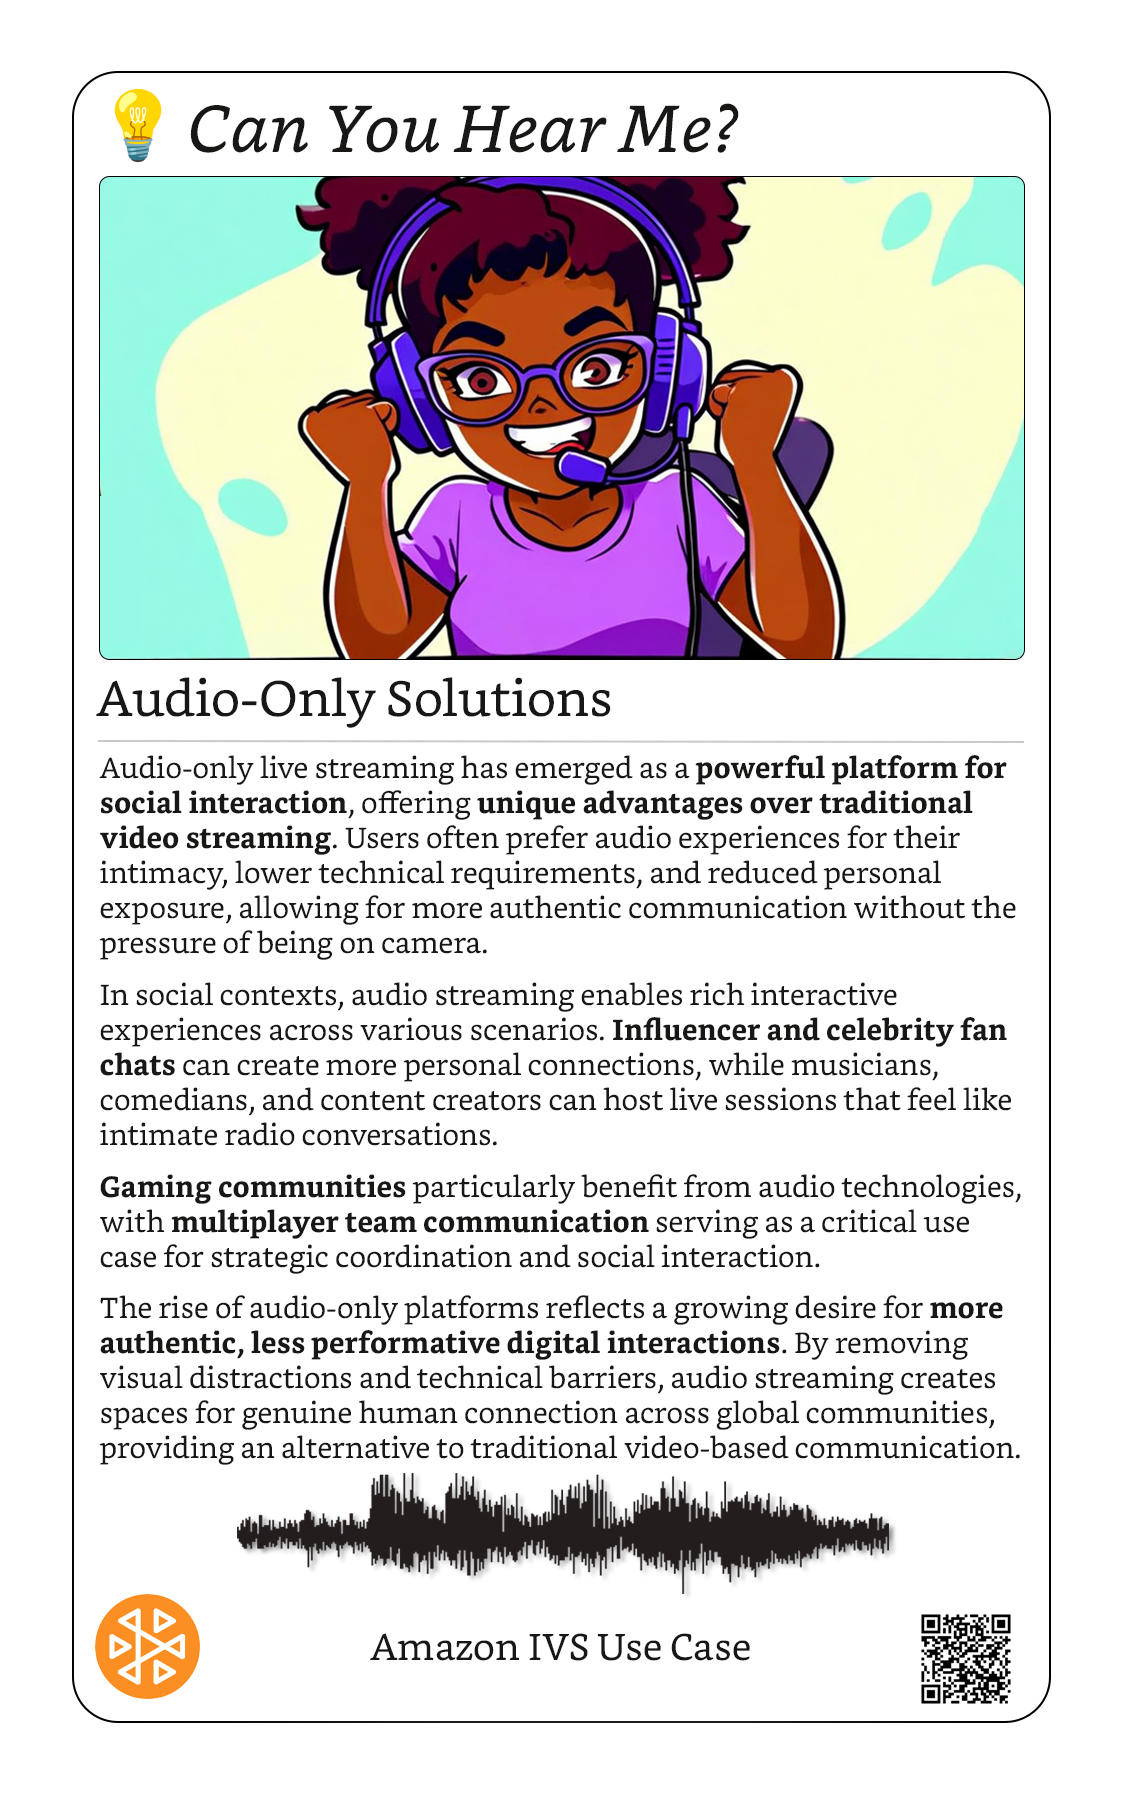 Can You Hear Me?
Audio-Only Solutions
Audio-only live streaming has emerged as a powerful platform for
social interaction, offering unique advantages over traditional
video streaming. Users often prefer audio experiences for their
intimacy, lower technical requirements, and reduced personal
exposure, allowing for more authentic communication without the
pressure of being on camera.
In social contexts, audio streaming enables rich interactive
experiences across various scenarios. Influencer and celebrity fan
chats can create more personal connections, while musicians,
comedians, and content creators can host live sessions that feel like
intimate radio conversations.
Gaming communities particularly benefit from audio technologies,
with multiplayer team communication serving as a critical use
case for strategic coordination and social interaction.
The rise of audio-only platforms reflects a growing desire for more
authentic, less performative digital interactions. By removing
visual distractions and technical barriers, audio streaming creates
spaces for genuine human connection across global communities,
providing an alternative to traditional video-based communication.
Amazon IVS Use Case